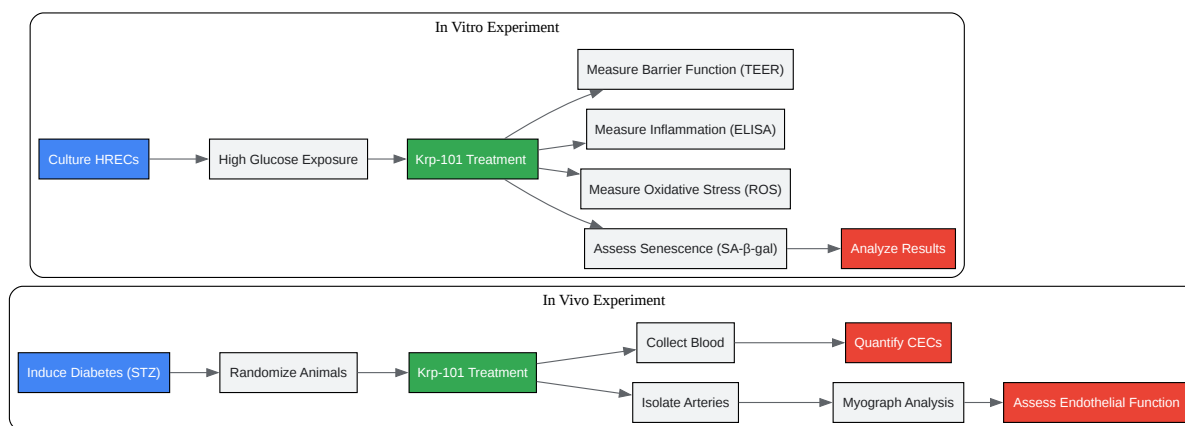 In Vitro Experiment
Measure Barrier Function (TEER)
Measure Inflammation (ELISA)
Culture HRECs
High Glucose Exposure
Krp-101 Treatment
Measure Oxidative Stress (ROS)
Assess Senescence (SA-β-gal)
Analyze Results
In Vivo Experiment
Collect Blood
Quantify CECs
Induce Diabetes (STZ)
Randomize Animals
Krp-101 Treatment
Isolate Arteries
Myograph Analysis
Assess Endothelial Function